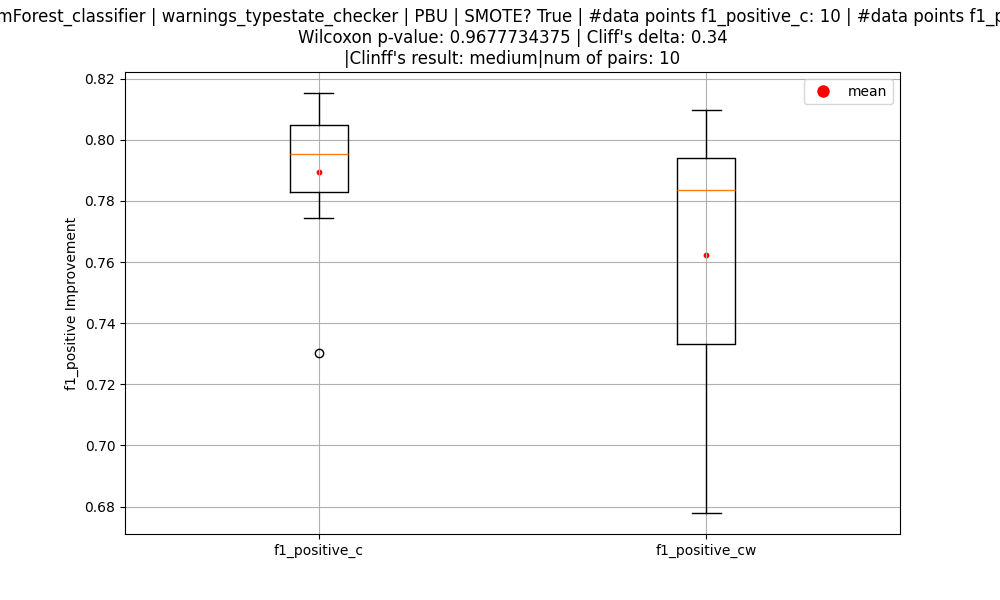 mForest_classifier | warnings_typestate_checker | PBU | SMOTE? True | #data points f1_positive_c: 10 | #data points f1_p
Wilcoxon p-value: 0.9677734375 | Cliff's delta: 0.34
|Clinff's result: medium|num of pairs: 10
mean
0.82
0.80
0.78
0.76
0.74
0.72
0.70
0.68
f1_positive Improvement
f1_positive_c
f1_positive_cw